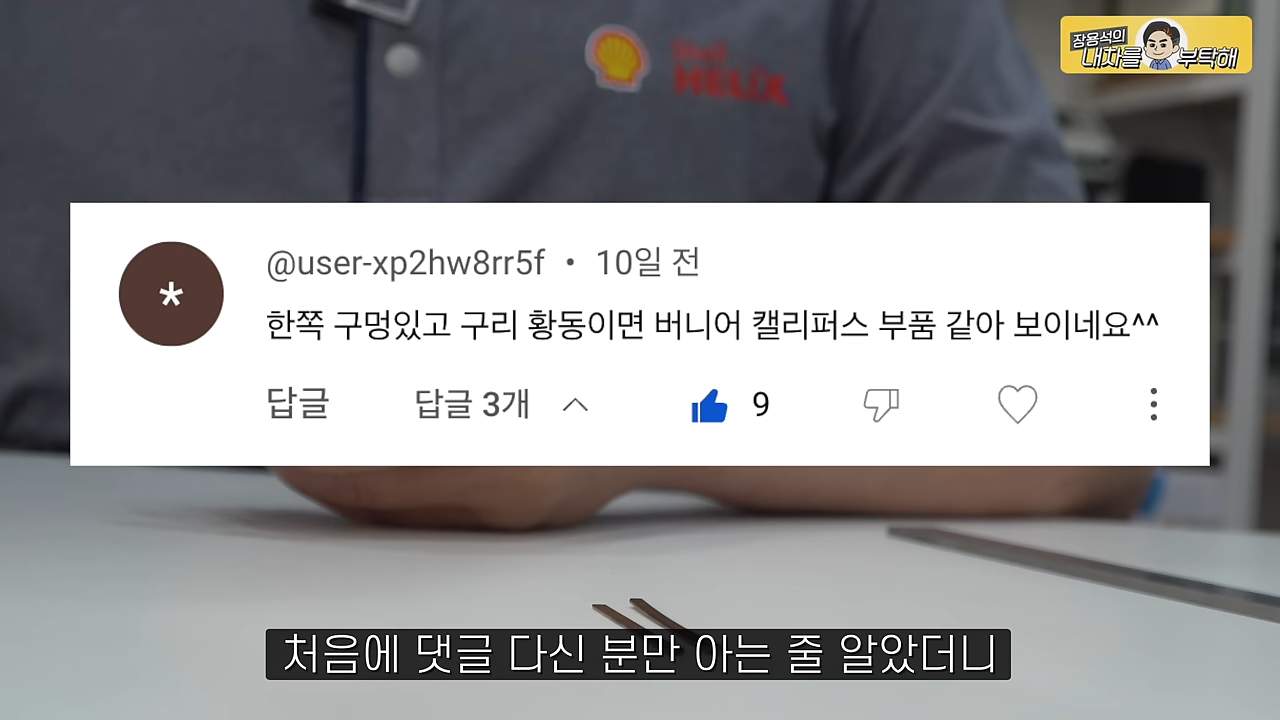 장용석의
내차를 부탁해
Shell
HELIX
*
@user-xp2hw8rr5f • 10일 전
한쪽 구멍있고 구리 황동이면 버니어 캘리퍼스 부품 같아 보이네요^^
답글 답글 3개 9
처음에 댓글 다신 분만 아는 줄 알았더니